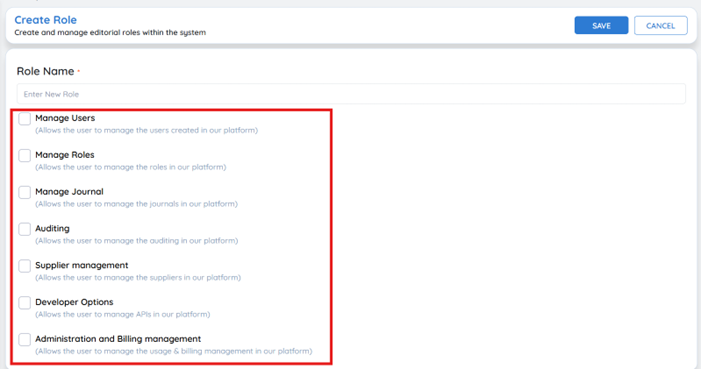 Create Role
Create and manage editorial roles within the system
SAVE
CANCEL
Role Name *
Enter New Role
Manage Users
(Allows the user to manage the users created in our platform)
Manage Roles
(Allows the user to manage the roles in our platform)
Manage Journal
(Allows the user to manage the journals in our platform)
Auditing
(Allows the user to manage the auditing in our platform)
Supplier management
(Allows the user to manage the suppliers in our platform)
Developer Options
(Allows the user to manage APIs in our platform)
Administration and Billing management
(Allows the user to manage the usage & billing management in our platform)